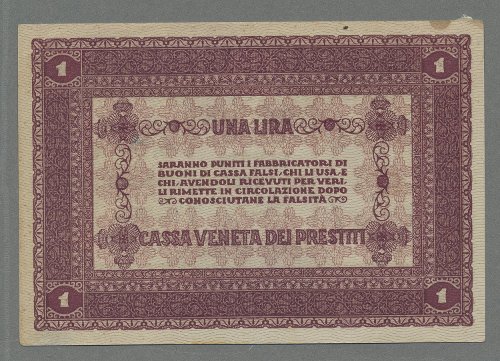 1 1
UNA LIRA
SARANNO PUNITI I FABBRICATORI DI
BUONI DI CASSA FALSI, CHI LI USA, E
CHI, AVENDOLI RICEVUTI PER VERI,
LI RIMETTE IN CIRCOLAZIONE DOPO
CONOSCIUTANE LA FALSITÀ
CASSA VENETA DEI PRESTITI
1 1